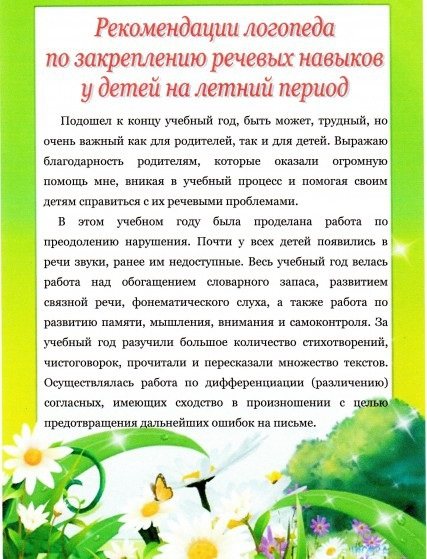 Рекомендации логопеда
по закреплению речевых навыков
у детей на летний период
Подошел к концу учебный год, быть может, трудный, но
очень важный как для родителей, так и для детей. Выражаю
благодарность родителям, которые оказали огромную
помощь мне, вникая в учебный процесс и помогая своим
детям справиться с их речевыми проблемами.
В этом учебном году была проделана работа по
преодолению нарушения. Почти у всех детей появились в
речи звуки, ранее им недоступные. Весь учебный год велась
работа над обогащением словарного запаса, развитием
связной речи, фонематического слуха, а также работа по
развитию памяти, мышления, внимания и самоконтроля. За
учебный год разучили большое количество стихотворений,
чистоговорок, прочитали и пересказали множество текстов.
Осуществлялась работа по дифференциации (различению)
согласных, имеющих сходство в произношении с целью
предотвращения дальнейших ошибок на письме.